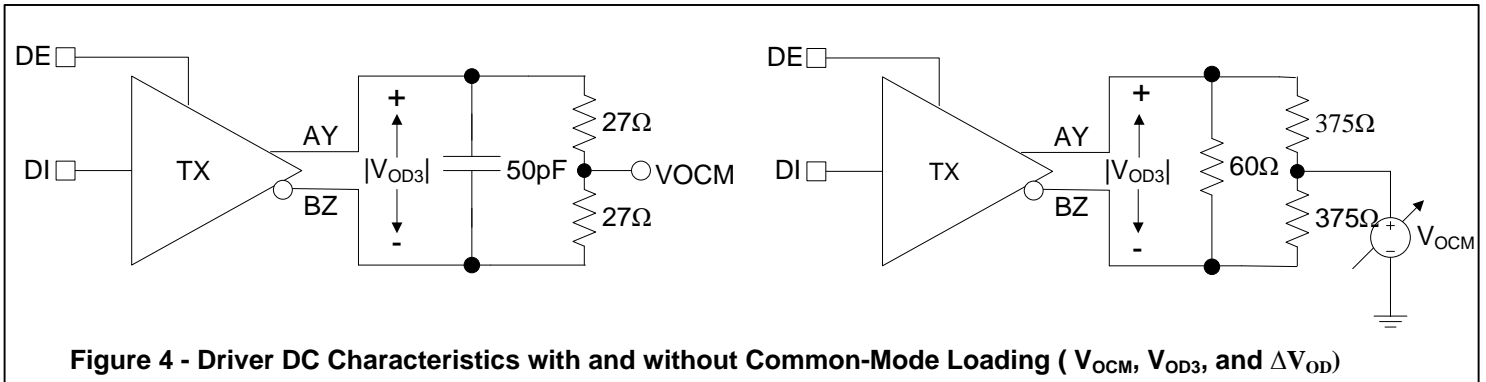 DE
DI
TX
AY
BZ
+
|VOD3|
-
50pF
27Ω
27Ω
VOCM
DE
DI
TX
AY
BZ
+
|VOD3|
-
60Ω
375Ω
375Ω
+
−
VOCM
Figure 4 - Driver DC Characteristics with and without Common-Mode Loading ( VOCM, VOD3, and ΔVOD)